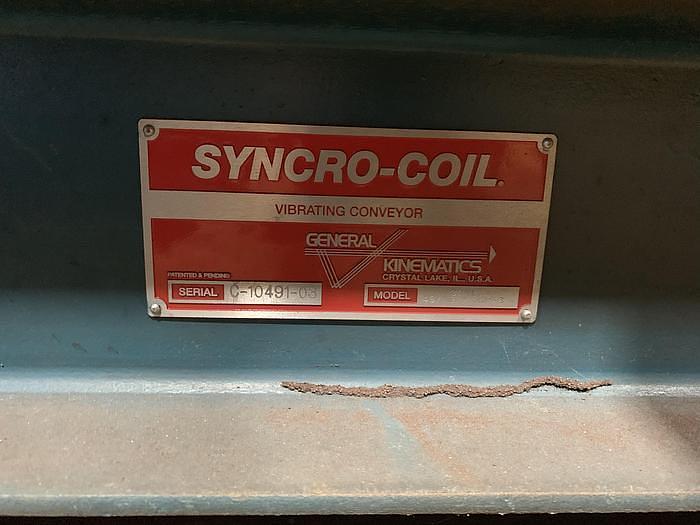 SYNCRO-COIL®
VIBRATING CONVEYOR
GENERAL
KINEMATICS
CRYSTAL LAKE, IL., U.S.A.
PATENTED & PENDING
SERIAL C-10491-03
MODEL